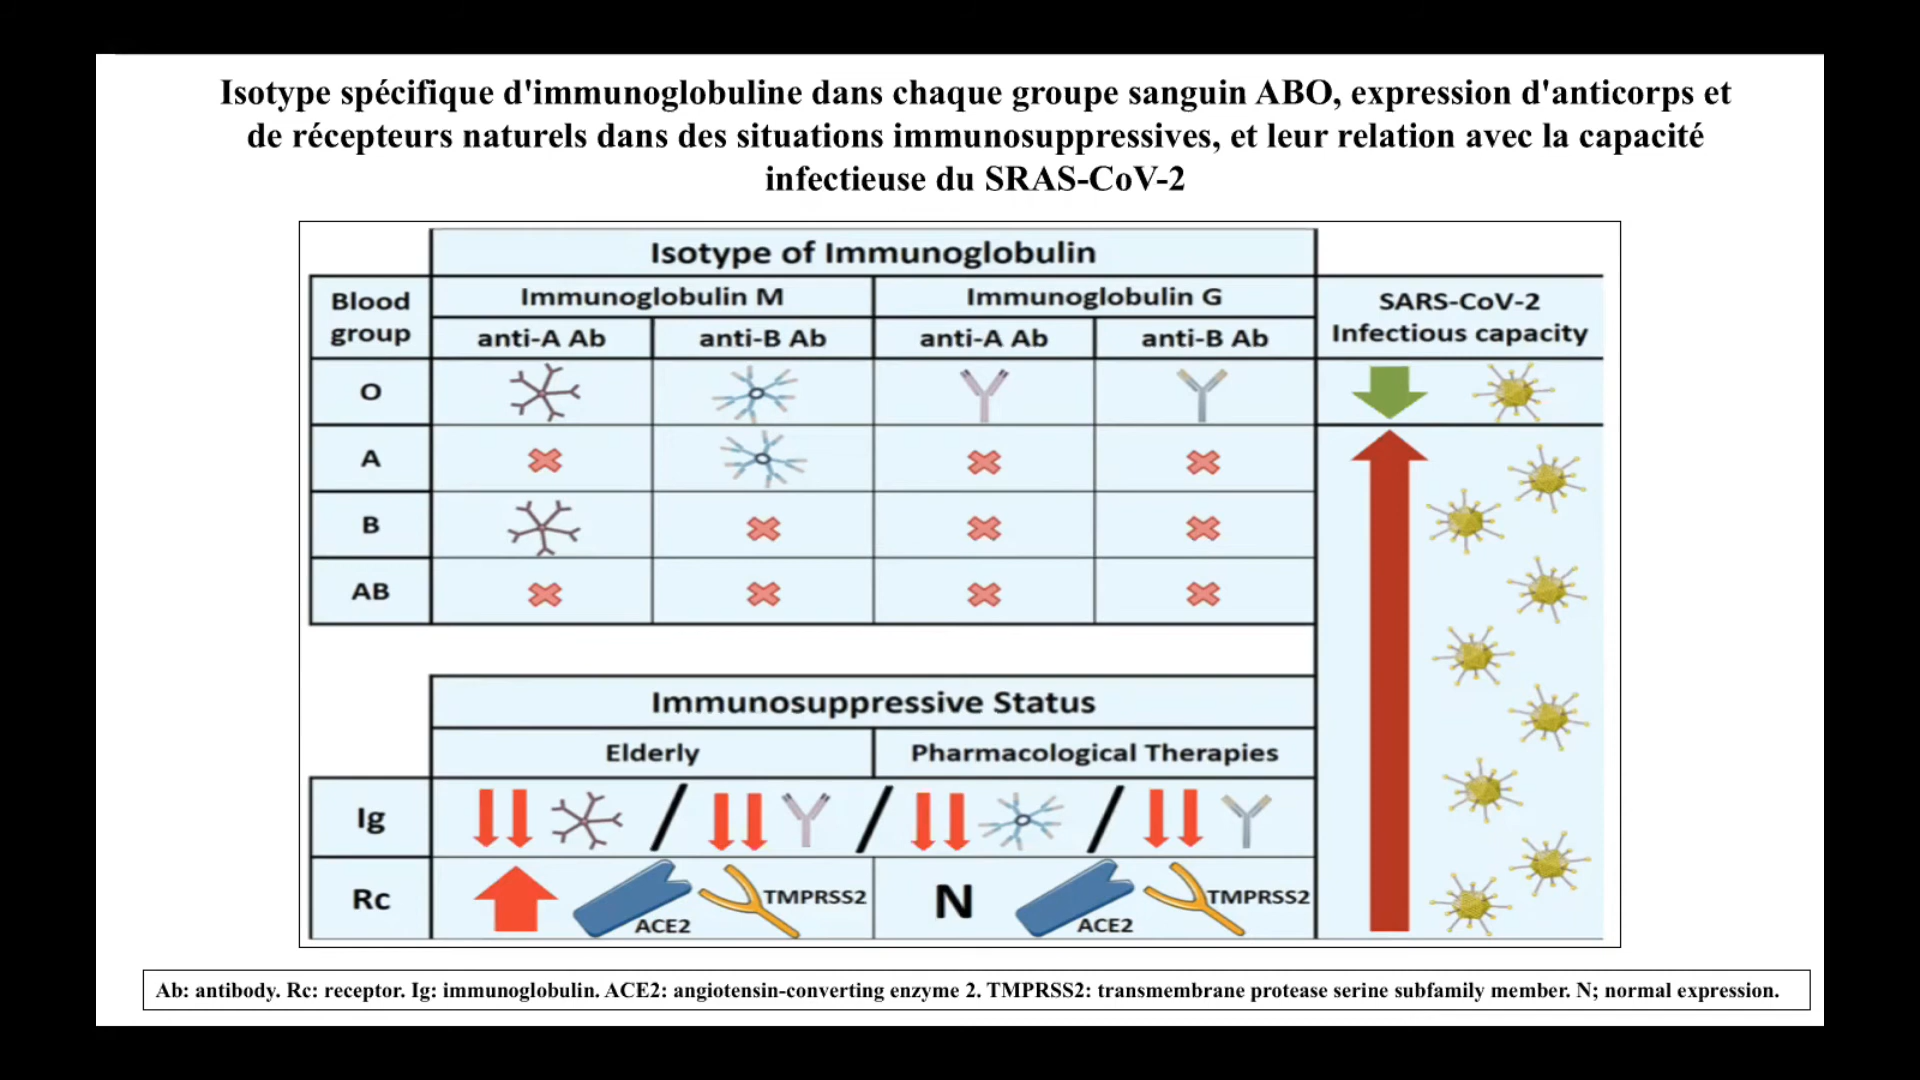 Isotype spécifique d'immunoglobuline dans chaque groupe sanguin ABO, expression d'anticorps et
de récepteurs naturels dans des situations immunosuppressives, et leur relation avec la capacité
infectieuse du SRAS-CoV-2
Isotype of Immunoglobulin
Blood
group
Immunoglobulin M
Immunoglobulin G
SARS-CoV-2
Infectious capacity
anti-A Ab
anti-B Ab
anti-A Ab
anti-B Ab
O
A
B
AB
Immunosuppressive Status
Elderly
Pharmacological Therapies
Ig
Rc
ACE2
TMPRSS2
N
ACE2
TMPRSS2
Ab: antibody. Rc: receptor. Ig: immunoglobulin. ACE2: angiotensin-converting enzyme 2. TMPRSS2: transmembrane protease serine subfamily member. N; normal expression.